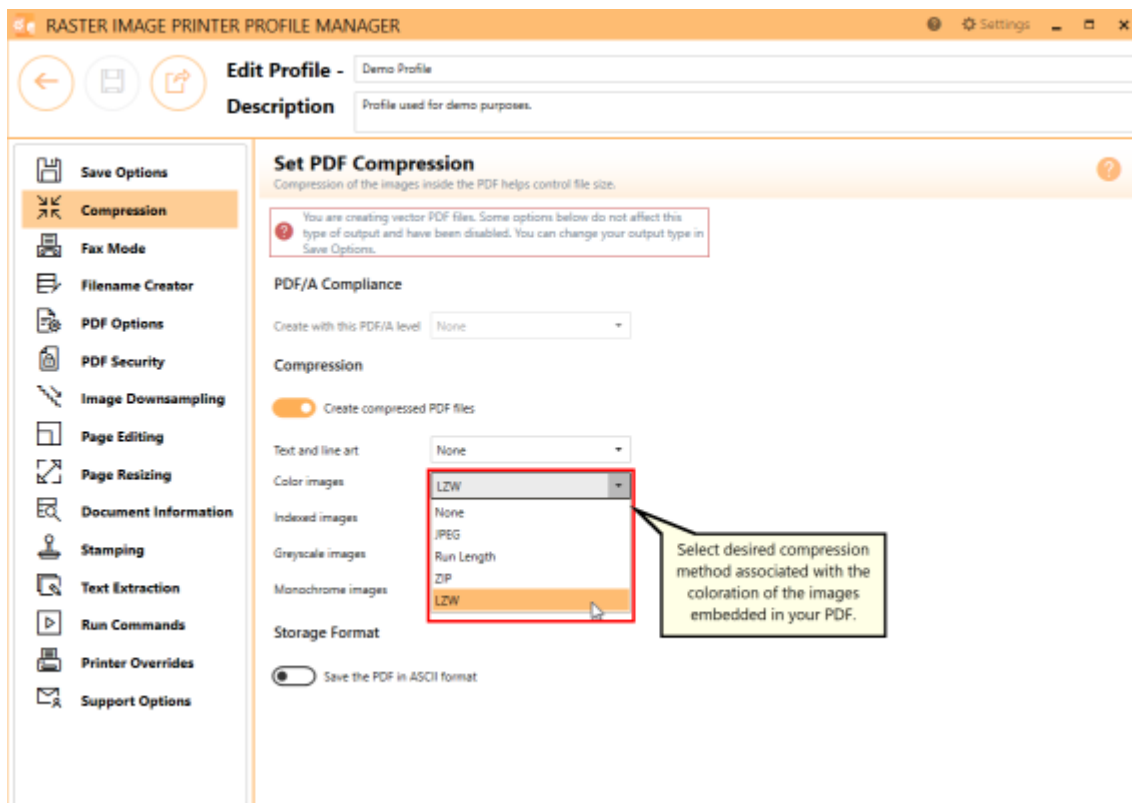 RASTER IMAGE PRINTER PROFILE MANAGER
Settings
Edit Profile -
Demo Profile
Description
Profile used for demo purposes.
Save Options
Compression
Fax Mode
Filename Creator
PDF Options
PDF Security
Image Downsampling
Page Editing
Page Resizing
Document Information
Stamping
Text Extraction
Run Commands
Printer Overrides
Support Options
Set PDF Compression
Compression of the images inside the PDF helps control file size.
You are creating vector PDF files. Some options below do not affect this
type of output and have been disabled. You can change your output type in
Save Options.
PDF/A Compliance
Create with this PDF/A level None
Compression
Create compressed PDF files
Text and line art None
Color images LZW
Indexed images
Greyscale images
Monochrome images
None
JPEG
Run Length
ZIP
LZW
Select desired compression
method associated with the
coloration of the images
embedded in your PDF.
Storage Format
Save the PDF in ASCII format